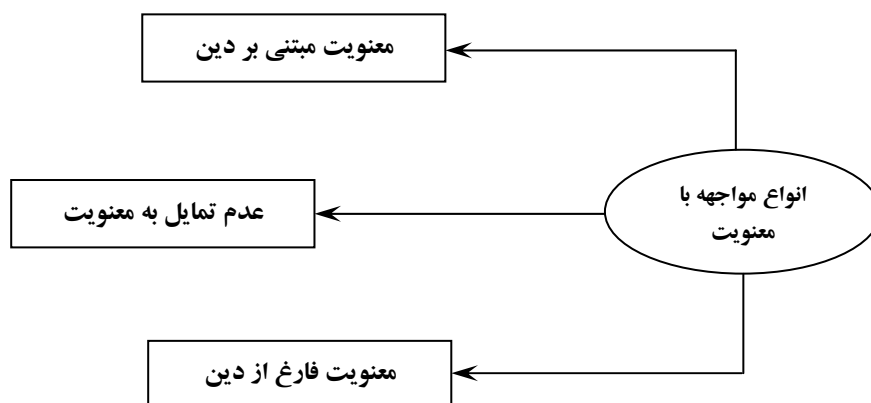 معنویت مبتنی بر دین
انواع مواجهه با
معنویت
عدم تمایل به معنویت
معنویت فارغ از دین